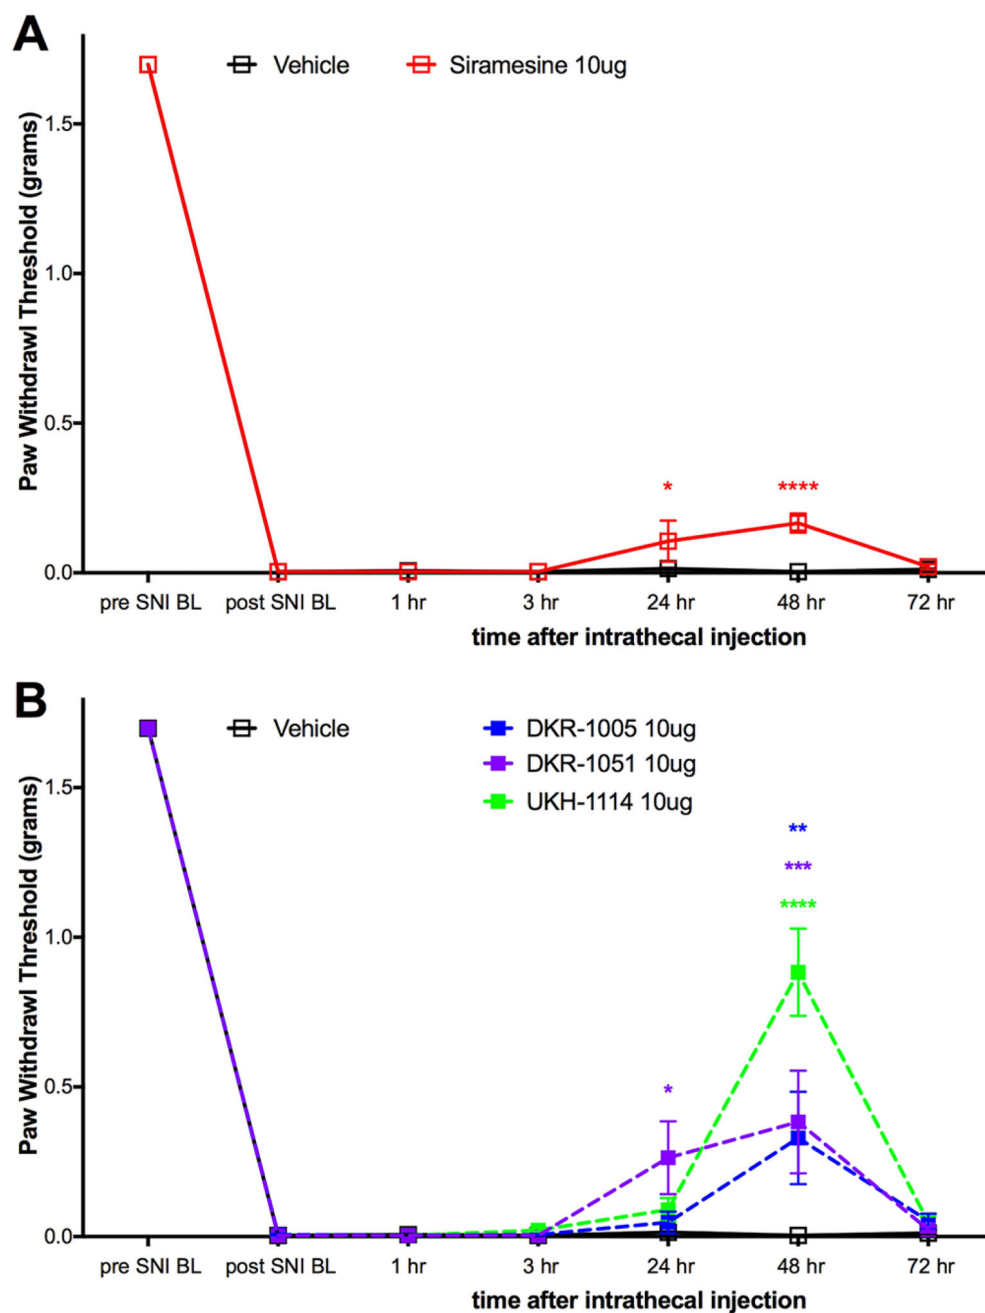 A
Vehicle
Siramesine 10ug
Paw Withdrawl Threshold (grams)
1.5
1.0
0.5
*
****
0.0
pre SNI BL post SNI BL 1 hr 3 hr 24 hr 48 hr 72 hr
time after intrathecal injection
B
Vehicle
DKR-1005 10ug
DKR-1051 10ug
UKH-1114 10ug
Paw Withdrawl Threshold (grams)
1.5
**
***
****
1.0
0.5
*
0.0
pre SNI BL post SNI BL 1 hr 3 hr 24 hr 48 hr 72 hr
time after intrathecal injection